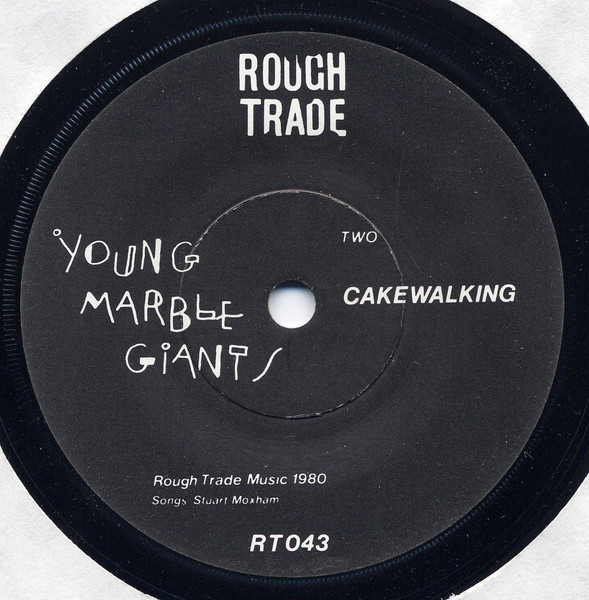 ROUGH
TRADE
TWO
YOUNG
MARBLE
GIANTS
CAKEWALKING
Rough Trade Music 1980
Songs Stuart Moxham
RT043